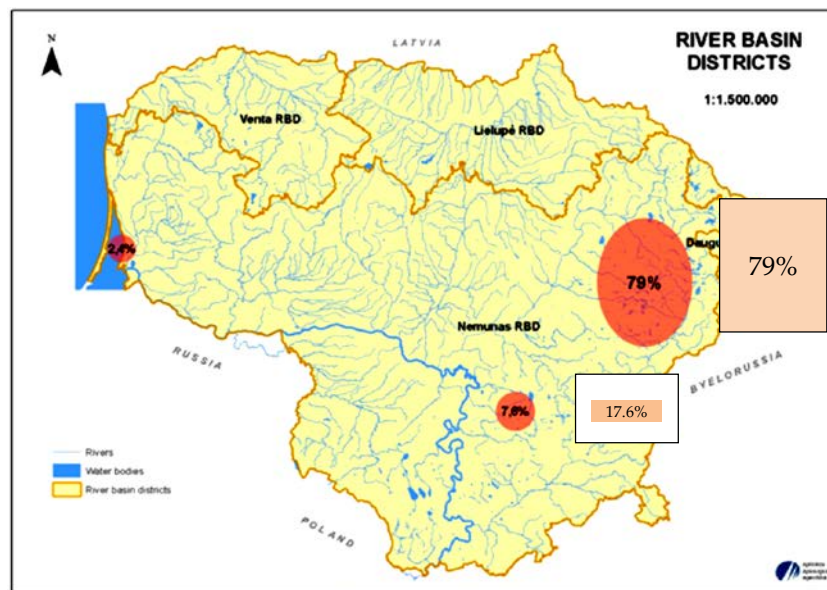 N
LATVIA
RIVER BASIN
DISTRICTS
1:1.500.000
Venta RBD
Lielupé RBD
2,4%
79%
79%
Nemunas RBD
RUSSIA
BYELORUSSIA
7,6%
17.6%
Rivers
Water bodies
River basin districts
POLAND